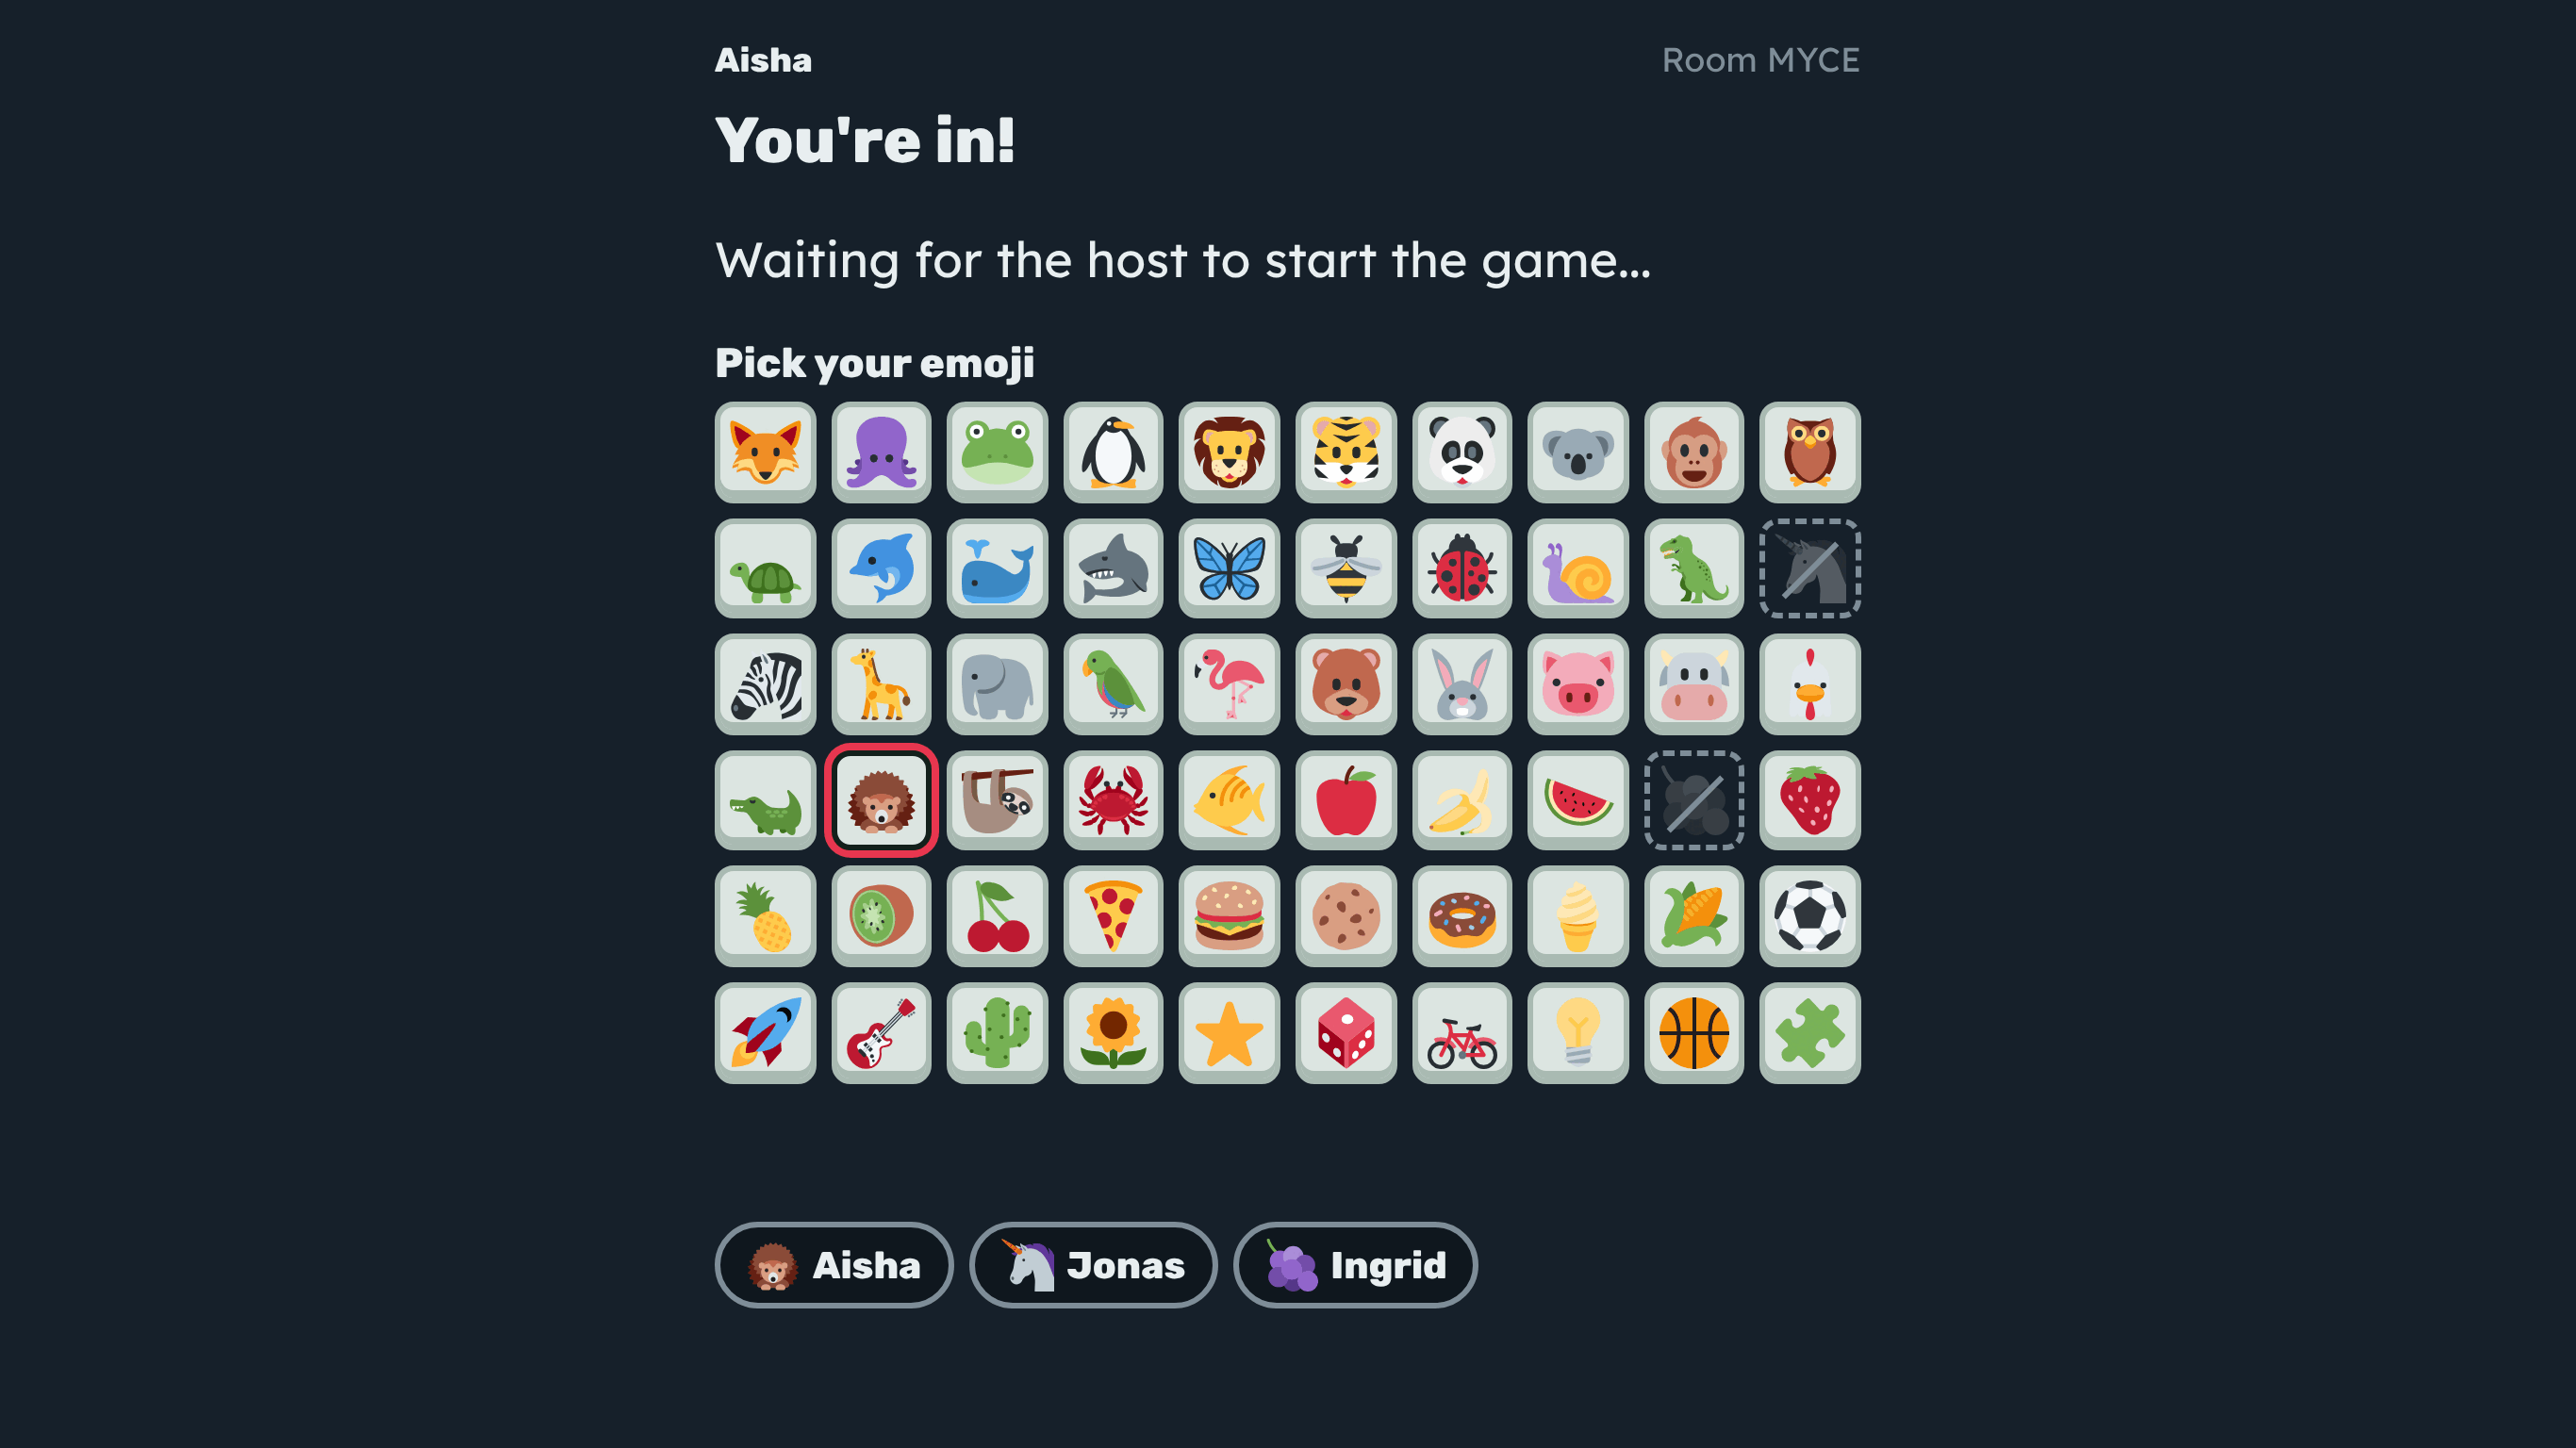 Aisha
Room MYCE
You're in!
Waiting for the host to start the game...
Pick your emoji
Aisha
Jonas
Ingrid